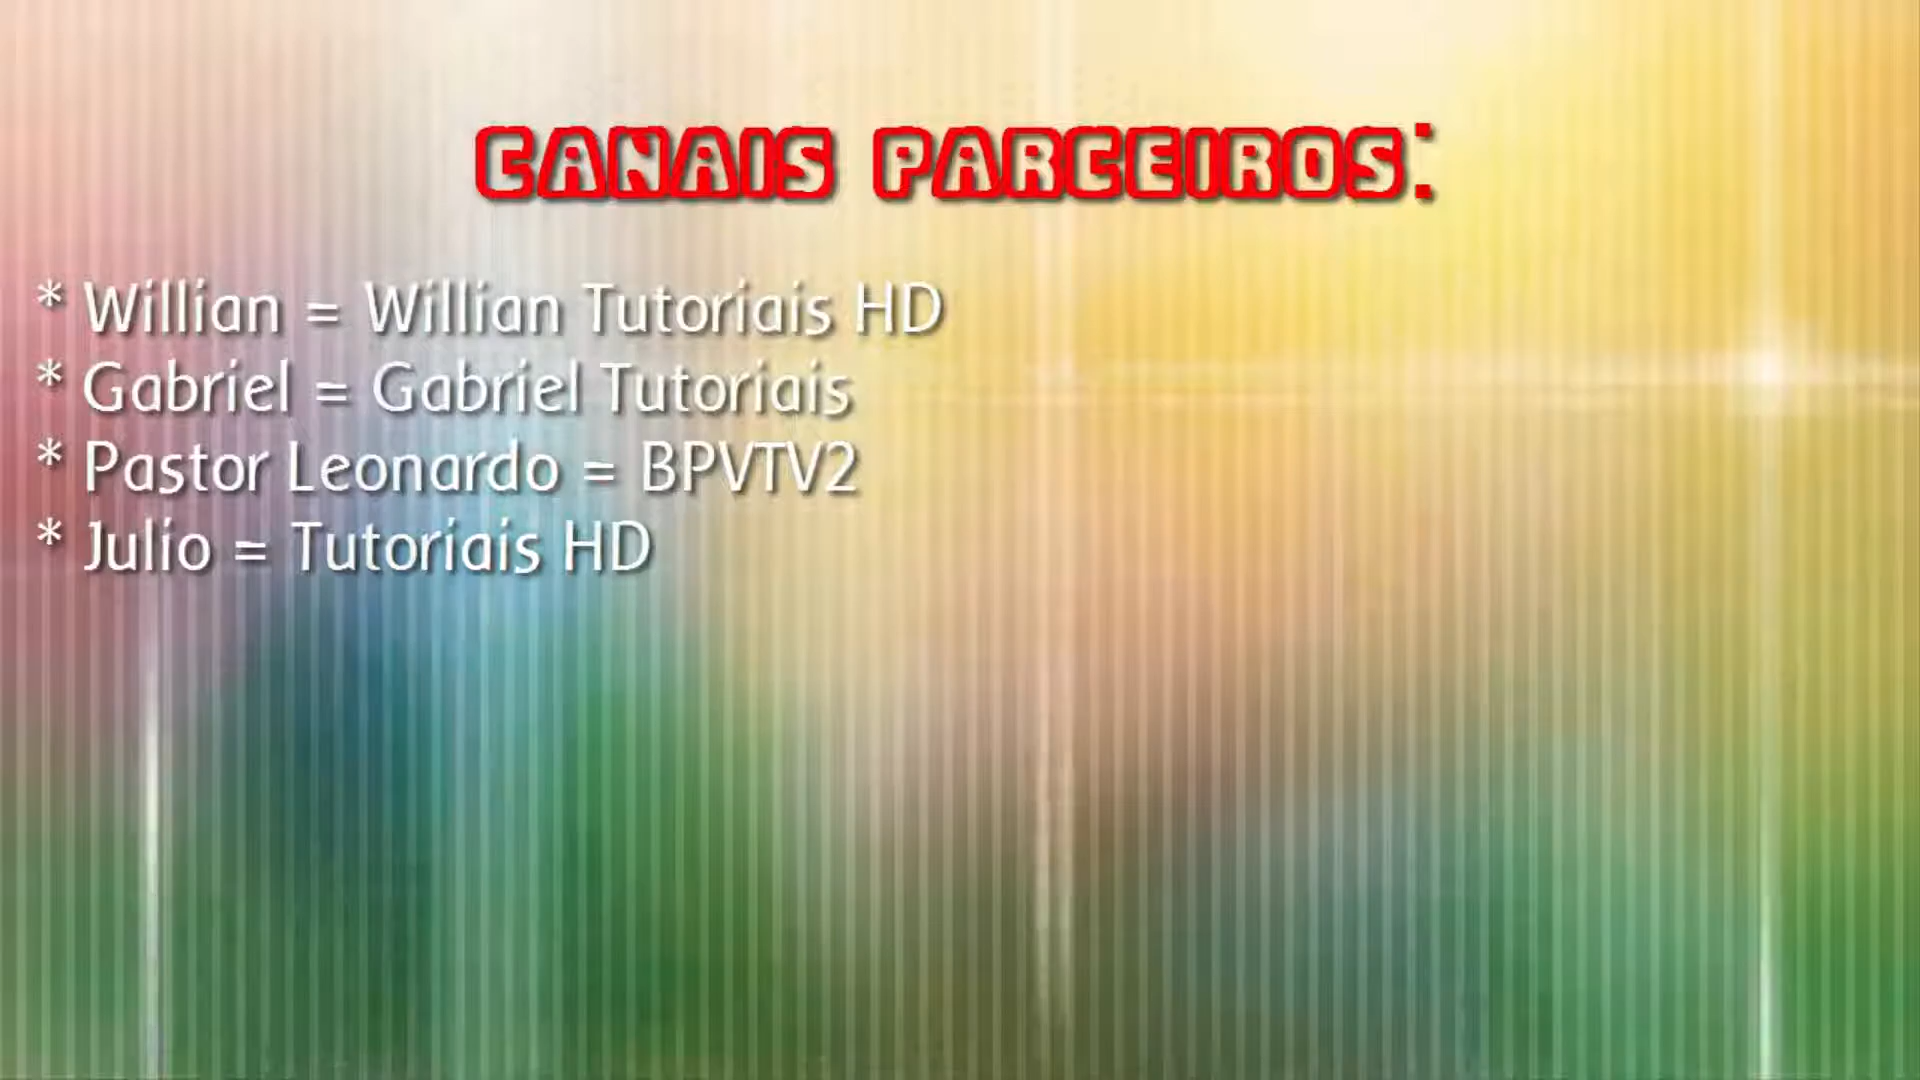 CANAIS PARCEIROS:
* Willian = Willian Tutoriais HD
* Gabriel = Gabriel Tutoriais
* Pastor Leonardo = BPVTV2
* Julio = Tutoriais HD